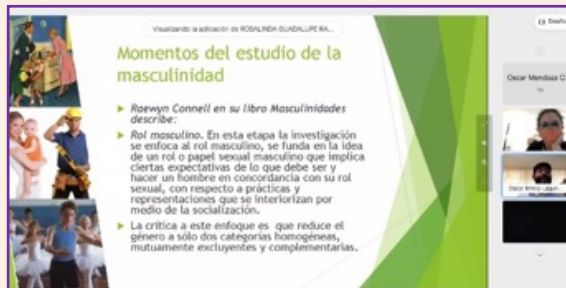 Visualizando la aplicación de ROSALINDA GUADALUPE RA...
Momentos del estudio de la
masculinidad
Raewyn Connell en su libro Masculinidades
describe:
Rol masculino. En esta etapa la investigación
se enfoca al rol masculino, se funda en la idea
de un rol o papel sexual masculino que implica
ciertas expectativas de lo que debe ser y
hacer un hombre en concordancia con su rol
sexual, con respecto a prácticas y
representaciones que se interiorizan por
medio de la socialización.
La crítica a este enfoque es que reduce el
género a sólo dos categorías homogéneas,
mutuamente excluyentes y complementarias.
Oscar Mendoza C
Oscar Emilio Lagun...